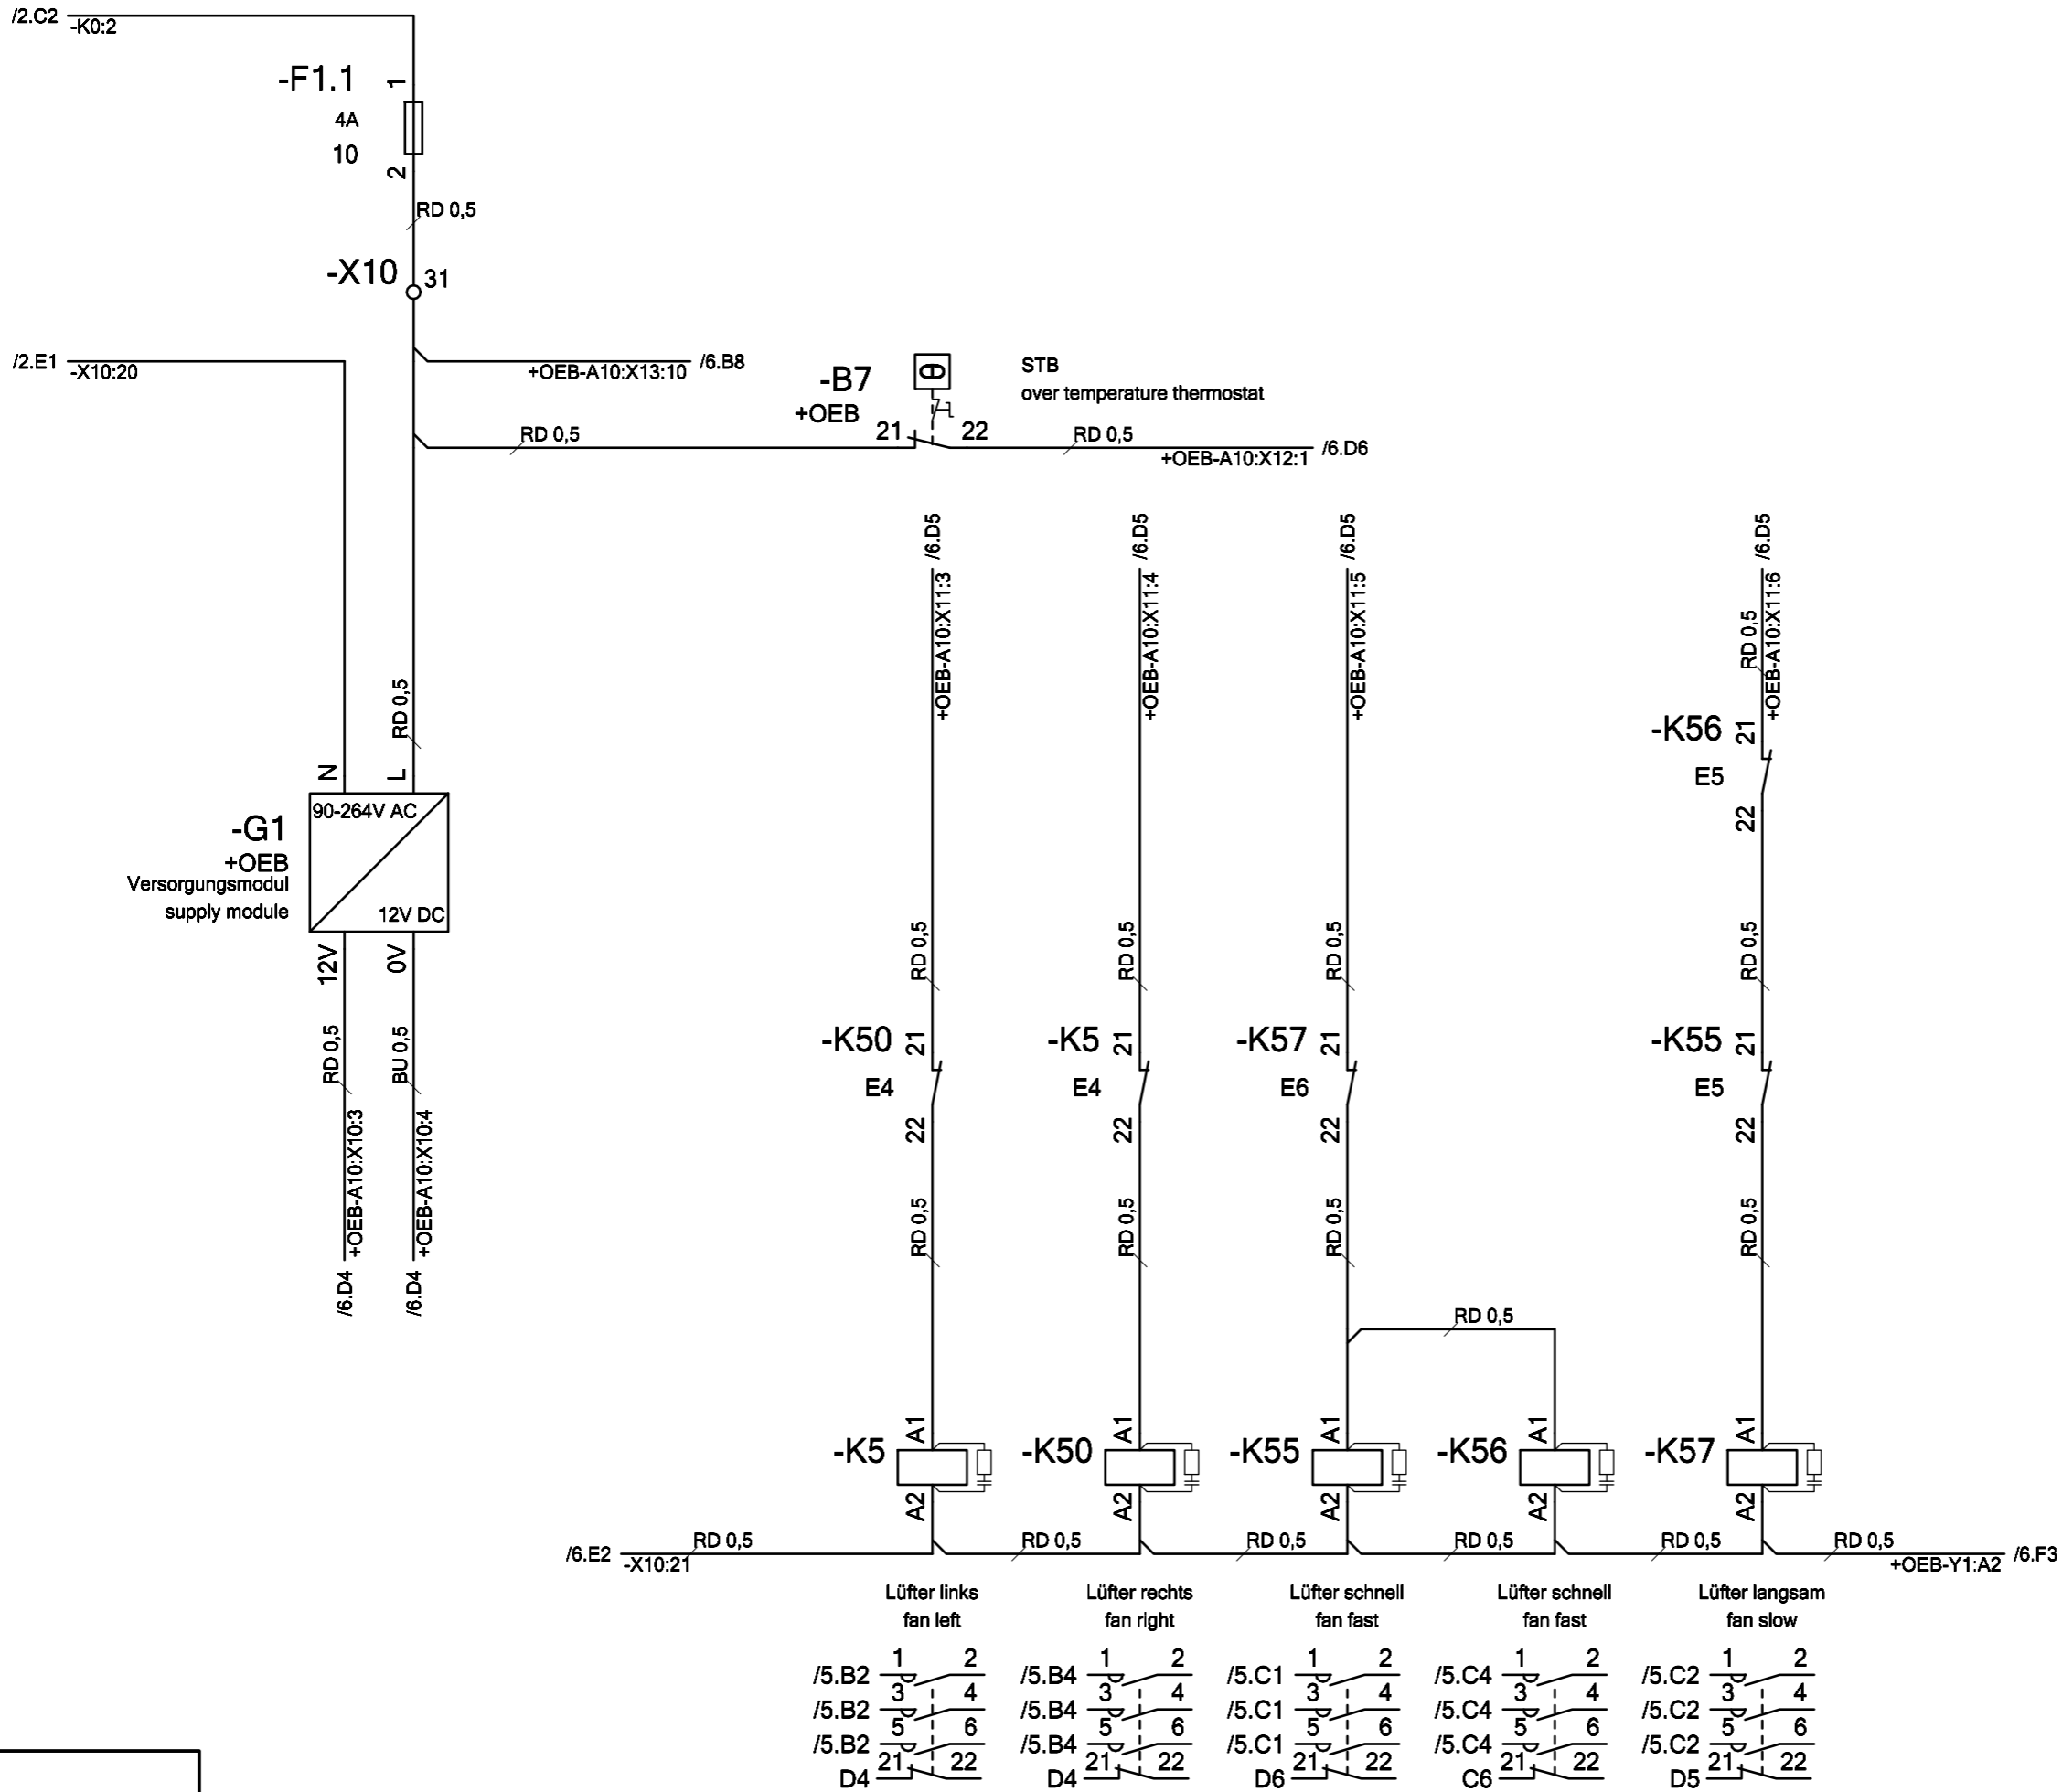 /2.C2
-K0:2
-F1.1
1
4A
10
2
RD 0,5
-X10
31
/2.E1
-X10:20
+OEB-A10:X13:10
/6.B8
-B7
+OEB
STB
over temperature thermostat
21
22
RD 0,5
RD 0,5
+OEB-A10:X12:1
/6.D6
/6.D5
+OEB-A10:X11:3
/6.D5
+OEB-A10:X11:4
/6.D5
+OEB-A10:X11:5
/6.D5
+OEB-A10:X11:6
RD 0,5
-K56
21
E5
22
RD 0,5
N
L
90-264V AC
-G1
+OEB
Versorgungsmodul
supply module
12V DC
12V
0V
RD 0,5
BU 0,5
+OEB-A10:X10:3
+OEB-A10:X10:4
/6.D4
/6.D4
RD 0,5
RD 0,5
RD 0,5
RD 0,5
-K50
21
E4
22
-K5
21
E4
22
-K57
21
E6
22
-K55
21
E5
22
RD 0,5
RD 0,5
RD 0,5
RD 0,5
RD 0,5
-K5
A1
A2
-K50
A1
A2
-K55
A1
A2
-K56
A1
A2
-K57
A1
A2
/6.E2
-X10:21
RD 0,5
RD 0,5
RD 0,5
RD 0,5
RD 0,5
RD 0,5
+OEB-Y1:A2
/6.F3
Lüfter links
fan left
Lüfter rechts
fan right
Lüfter schnell
fan fast
Lüfter schnell
fan fast
Lüfter langsam
fan slow
/5.B2 1 2
/5.B2 3 4
/5.B2 5 6
D4 21 22
/5.B4 1 2
/5.B4 3 4
/5.B4 5 6
D4 21 22
/5.C1 1 2
/5.C1 3 4
/5.C1 5 6
D6 21 22
/5.C4 1 2
/5.C4 3 4
/5.C4 5 6
C6 21 22
/5.C2 1 2
/5.C2 3 4
/5.C2 5 6
D5 21 22